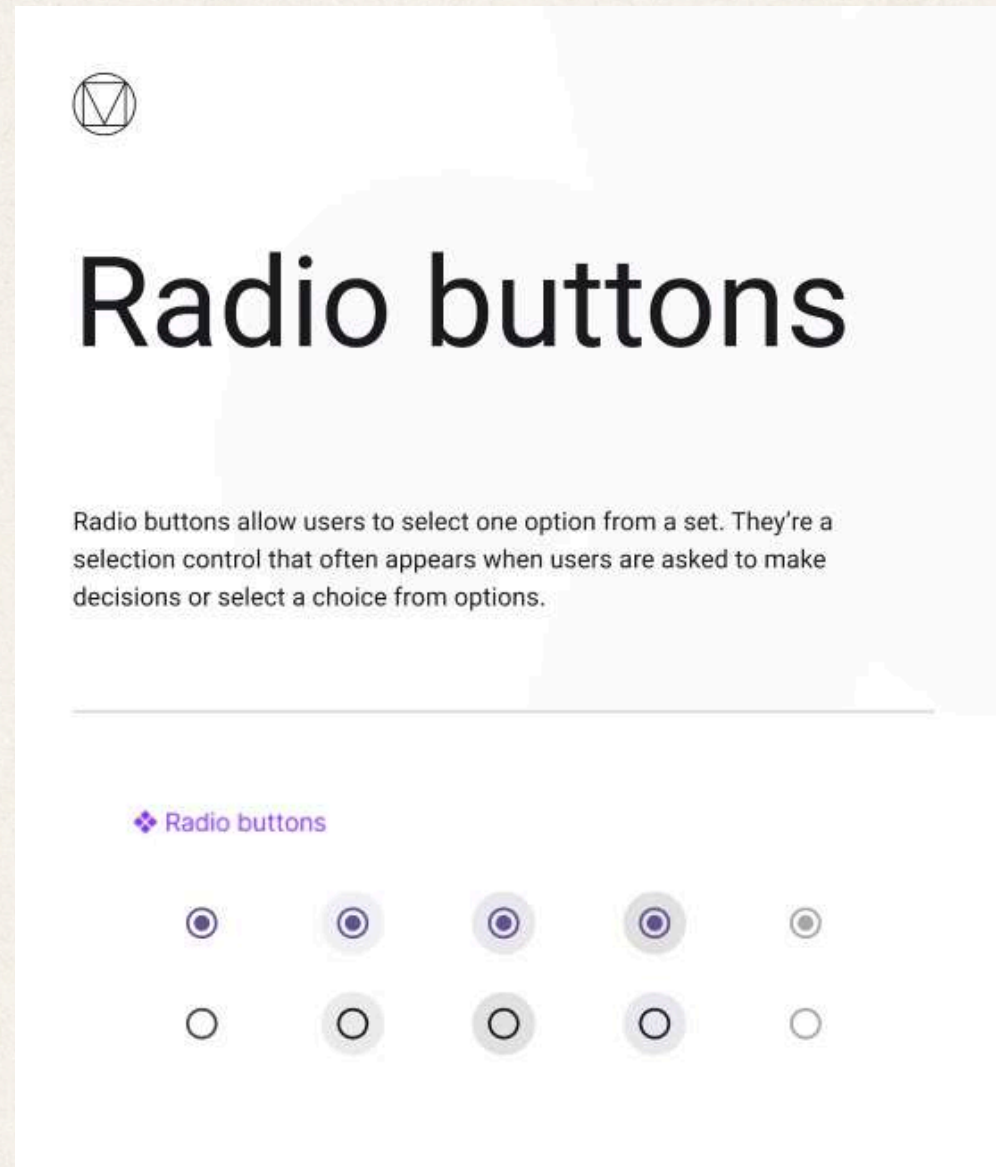 Radio buttons
Radio buttons allow users to select one option from a set. They’re a
selection control that often appears when users are asked to make
decisions or select a choice from options.
Radio buttons